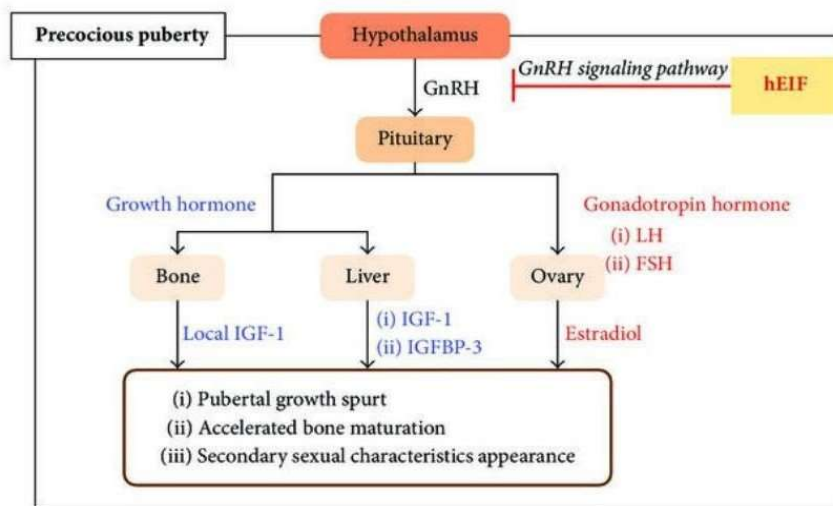 Precocious puberty
Hypothalamus
GnRH signaling pathway
hEIF
GnRH
Pituitary
Growth hormone
Gonadotropin hormone
(i) LH
(ii) FSH
Bone
Liver
Ovary
Local IGF-1
(i) IGF-1
(ii) IGFBP-3
Estradiol
(i) Pubertal growth spurt
(ii) Accelerated bone maturation
(iii) Secondary sexual characteristics appearance